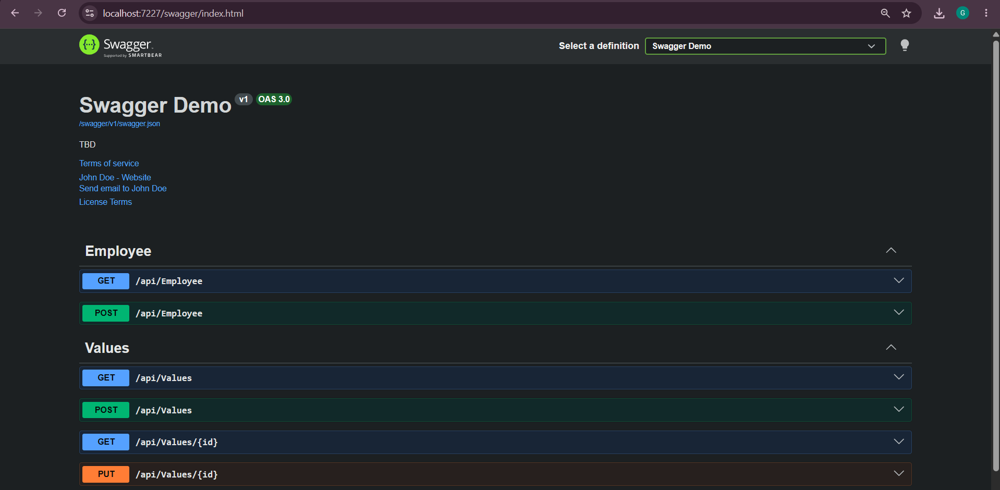 localhost:7227/swagger/index.html
G
{···} Swagger
Supported by SMARTBEAR
Select a definition
Swagger Demo
Swagger Demo v1 OAS 3.0
/swagger/v1/swagger.json
TBD
Terms of service
John Doe - Website
Send email to John Doe
License Terms
Employee
GET /api/Employee
POST /api/Employee
Values
GET /api/Values
POST /api/Values
GET /api/Values/{id}
PUT /api/Values/{id}